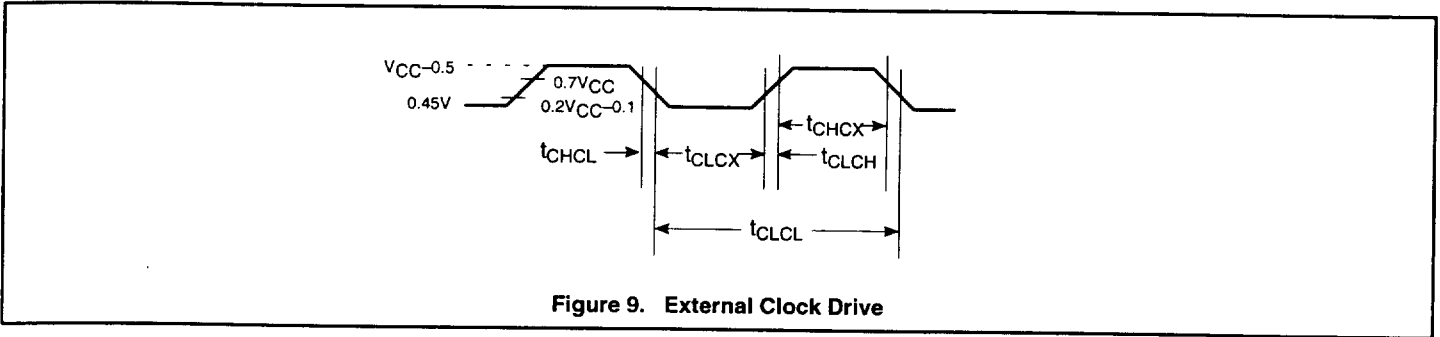 VCC–0.5
0.7VCC
0.45V
0.2VCC–0.1
tCHCX
tCHCL
tCLCX
tCLCH
tCLCL
Figure 9. External Clock Drive